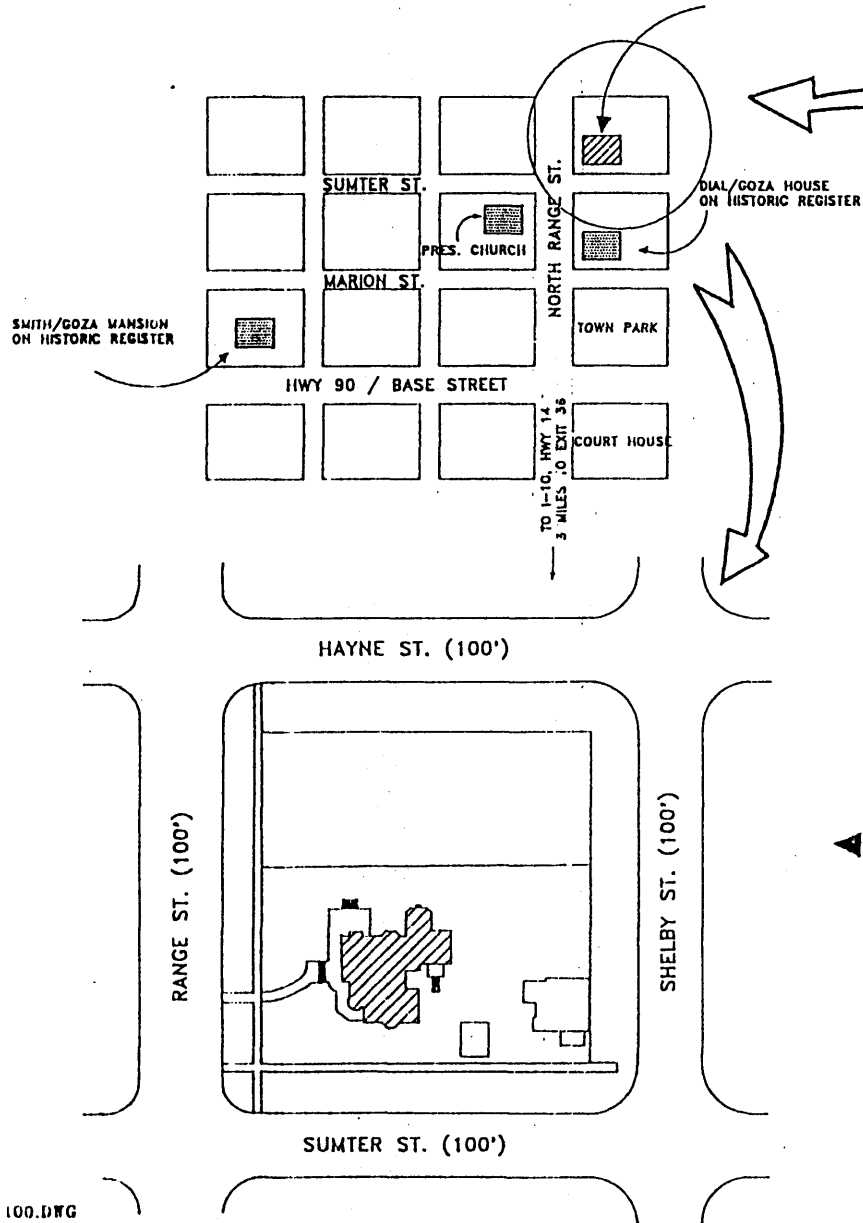 SUMTER ST.
NORTH RANGE ST.
DIAL/GOZA HOUSE
ON HISTORIC REGISTER
PRES. CHURCH
MARION ST.
SMITH/GOZA MANSION
ON HISTORIC REGISTER
TOWN PARK
HWY 90 / BASE STREET
TO I-10, HWY 14
3 MILES TO EXIT 36
COURT HOUSE
HAYNE ST. (100')
RANGE ST. (100')
SHELBY ST. (100')
SUMTER ST. (100')
100.DWG